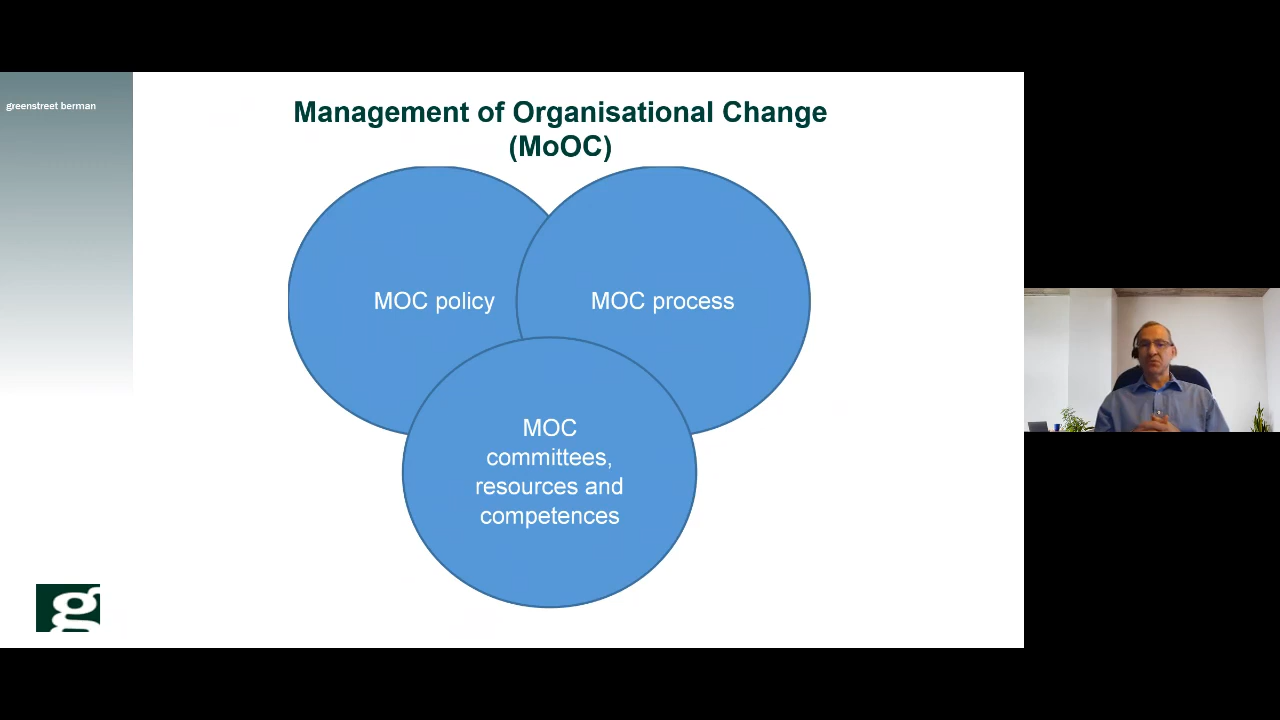 greenstreet berman
Management of Organisational Change
(MoOC)
MOC policy
MOC process
MOC
committees,
resources and
competences
g